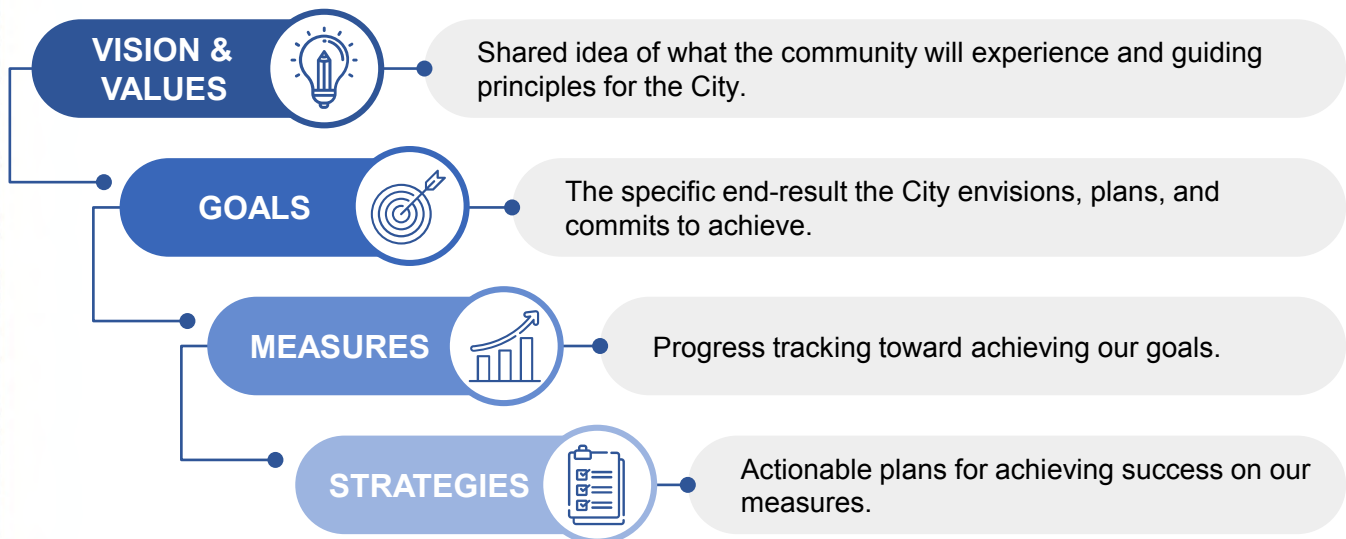 VISION &
VALUES
Shared idea of what the community will experience and guiding
principles for the City.
GOALS
The specific end-result the City envisions, plans, and
commits to achieve.
MEASURES
Progress tracking toward achieving our goals.
STRATEGIES
Actionable plans for achieving success on our
measures.